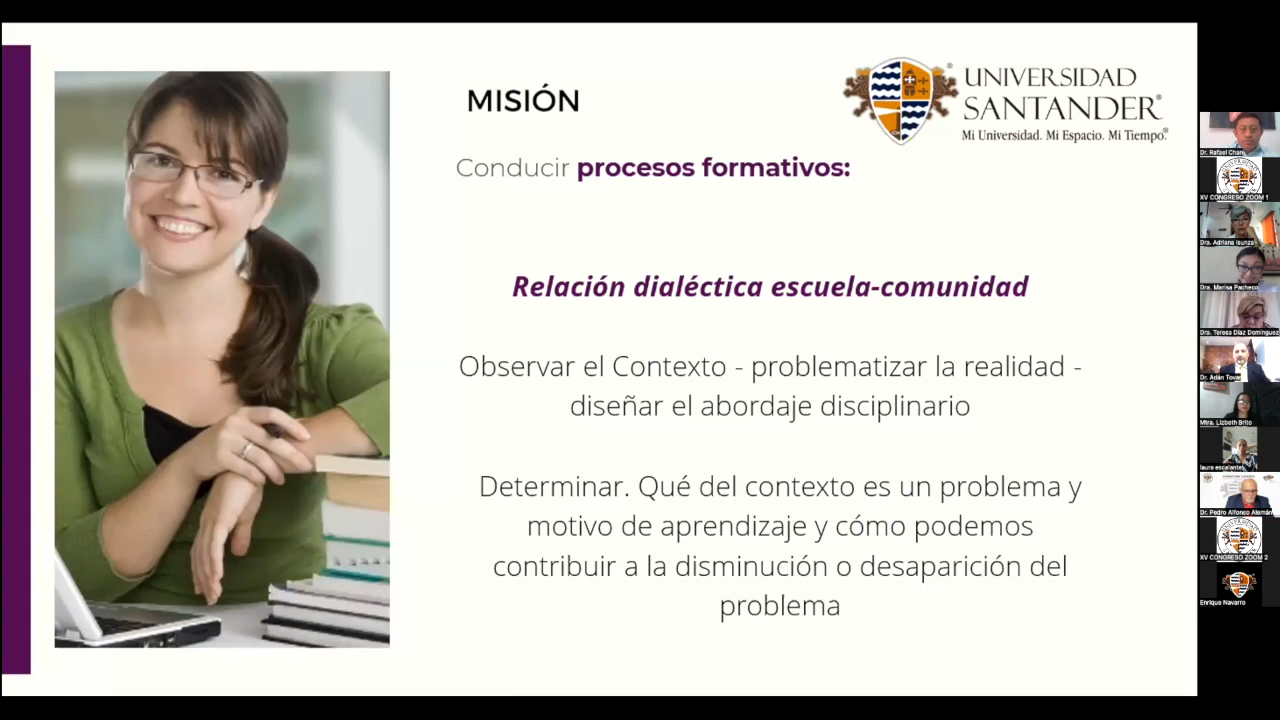 MISIÓN
UNIVERSIDAD
SANTANDER®
Mi Universidad. Mi Espacio. Mi Tiempo.®
Conducir procesos formativos:
Relación dialéctica escuela-comunidad
Observar el Contexto - problematizar la realidad -
diseñar el abordaje disciplinario
Determinar. Qué del contexto es un problema y
motivo de aprendizaje y cómo podemos
contribuir a la disminución o desaparición del
problema
Dr. Rafael Chan
XV CONGRESO ZOOM 1
Dra. Adriana Isunza
Dra. Marisa Pacheco
Dra. Teresa Díaz Domínguez
Dr. Adán Tovar
Mtra. Lizbeth Brito
laura escalante
Dr. Pedro Alfonso Alemán
XV CONGRESO ZOOM 2
Enrique Navarro